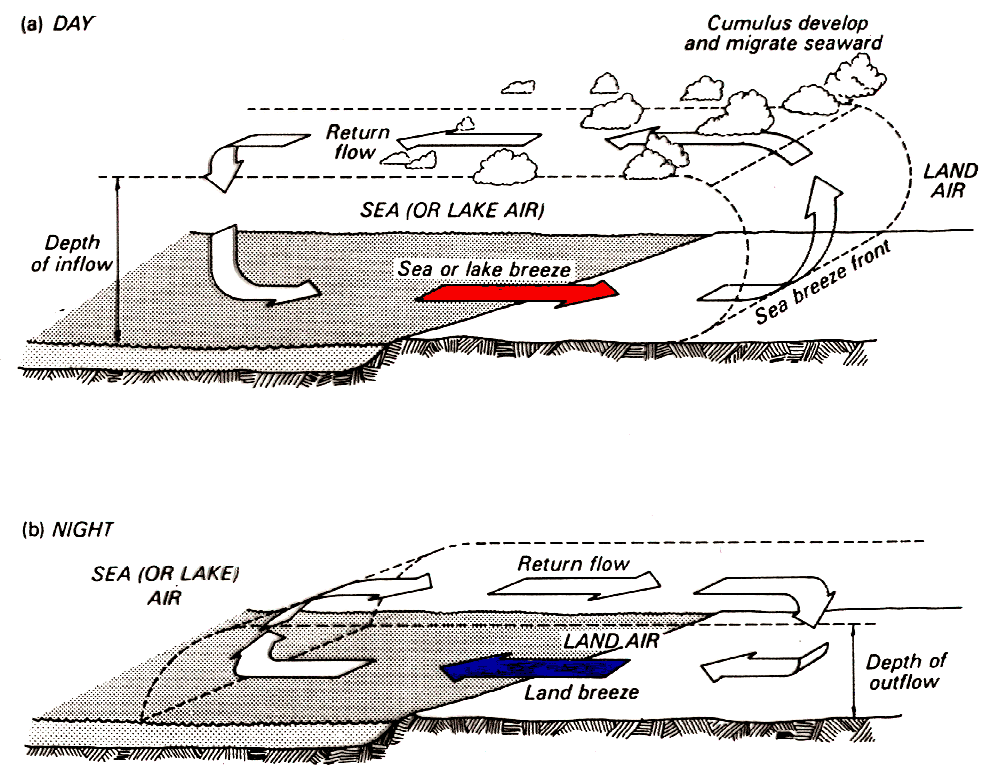 (a) DAY
Cumulus develop
and migrate seaward
Return
flow
LAND
AIR
SEA (OR LAKE AIR)
Depth
of inflow
Sea or lake breeze
Sea breeze front
(b) NIGHT
SEA (OR LAKE)
AIR
Return flow
LAND AIR
Depth of
outflow
Land breeze